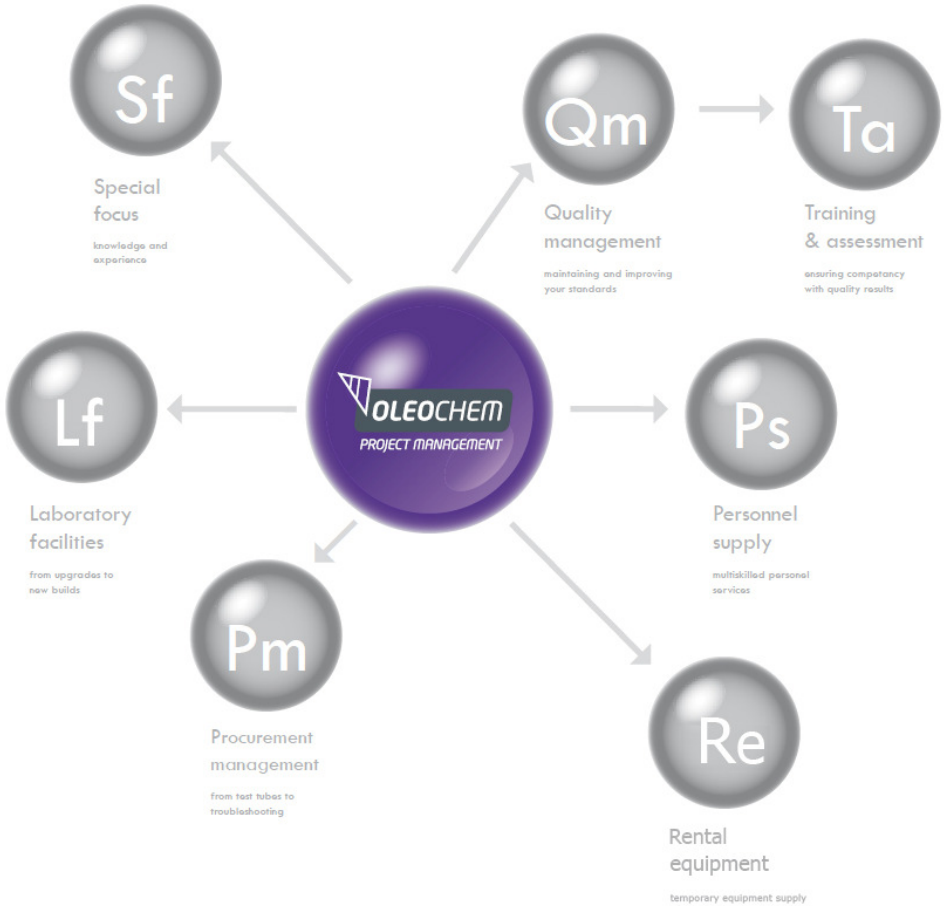 Sf
Special
focus
knowledge and
experience
Qm
Quality
management
maintaining and improving
your standards
Ta
Training
& assessment
ensuring competancy
with quality results
OLEOCHEM
PROJECT MANAGEMENT
Lf
Laboratory
facilities
from upgrades to
new builds
Ps
Personnel
supply
multiskilled personel
services
Pm
Procurement
management
from test tubes to
troubleshooting
Re
Rental
equipment
temporary equipment supply